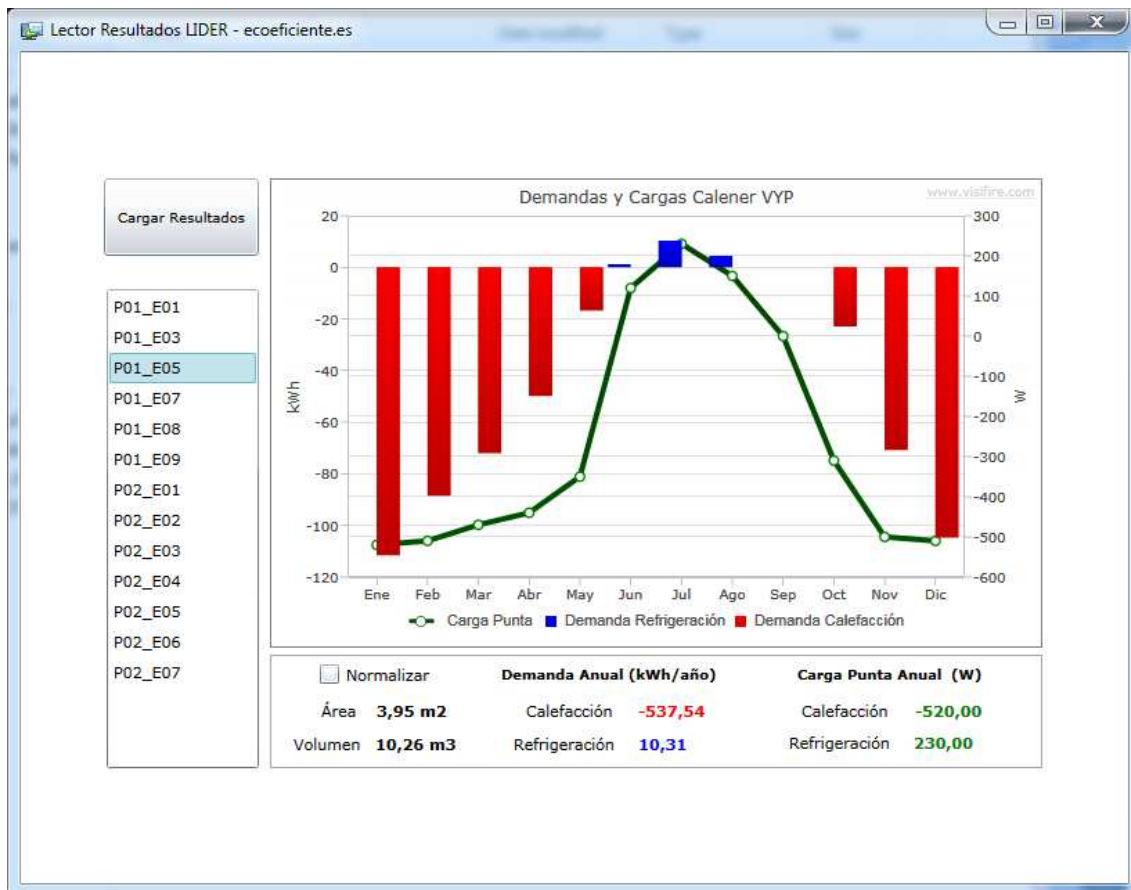 Lector Resultados LIDER - ecoeficiente.es
Cargar Resultados
P01_E01
P01_E03
P01_E05
P01_E07
P01_E08
P01_E09
P02_E01
P02_E02
P02_E03
P02_E04
P02_E05
P02_E06
P02_E07
Demandas y Cargas Calener VYP
www.visifire.com
kWh
20
0
-20
-40
-60
-80
-100
-120
300
200
100
0
-100
-200
-300
-400
-500
-600
W
Ene Feb Mar Abr May Jun Jul Ago Sep Oct Nov Dic
Carga Punta Demanda Refrigeración Demanda Calefacción
Normalizar Demanda Anual (kWh/año) Carga Punta Anual (W)
Área 3,95 m2 Calefacción -537,54 Calefacción -520,00
Volumen 10,26 m3 Refrigeración 10,31 Refrigeración 230,00